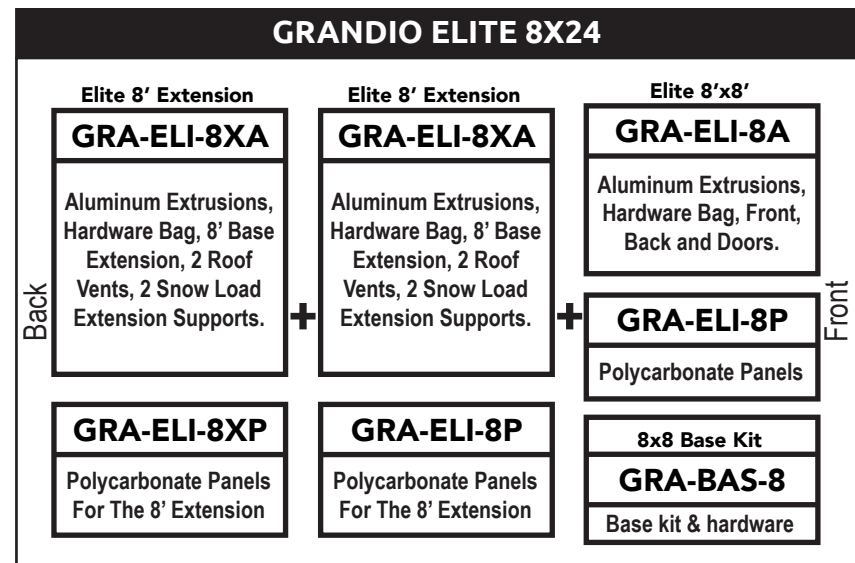 GRANDIO ELITE 8X24
Back
Elite 8’ Extension
GRA-ELI-8XA
Aluminum Extrusions,
Hardware Bag, 8’ Base
Extension, 2 Roof
Vents, 2 Snow Load
Extension Supports.
GRA-ELI-8XP
Polycarbonate Panels
For The 8’ Extension
+
Elite 8’ Extension
GRA-ELI-8XA
Aluminum Extrusions,
Hardware Bag, 8’ Base
Extension, 2 Roof
Vents, 2 Snow Load
Extension Supports.
GRA-ELI-8P
Polycarbonate Panels
For The 8’ Extension
+
Elite 8’x8’
GRA-ELI-8A
Aluminum Extrusions,
Hardware Bag, Front,
Back and Doors.
GRA-ELI-8P
Polycarbonate Panels
8x8 Base Kit
GRA-BAS-8
Base kit & hardware
Front